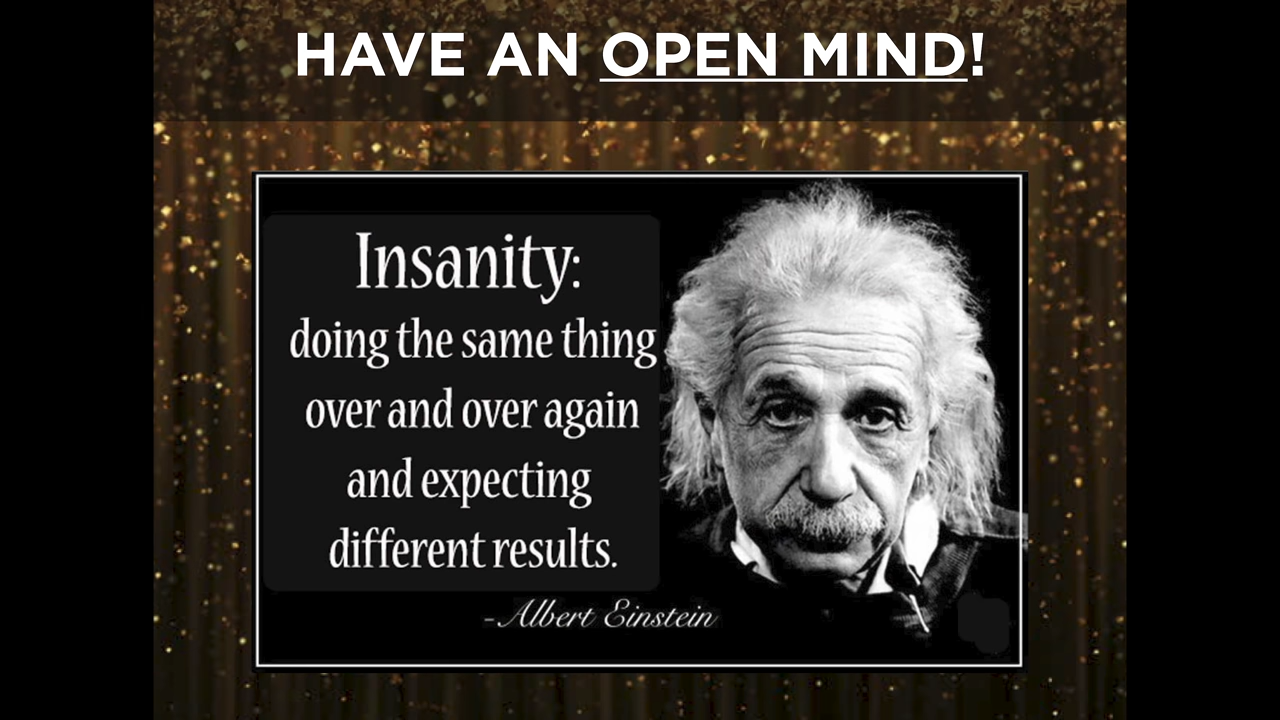 HAVE AN OPEN MIND!
Insanity:
doing the same thing
over and over again
and expecting
different results.
-Albert Einstein